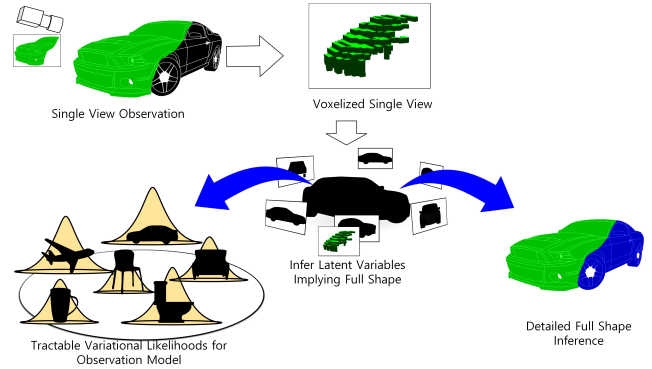 Single View Observation
Voxelized Single View
Infer Latent Variables
Implying Full Shape
Tractable Variational Likelihoods for
Observation Model
Detailed Full Shape
Inference